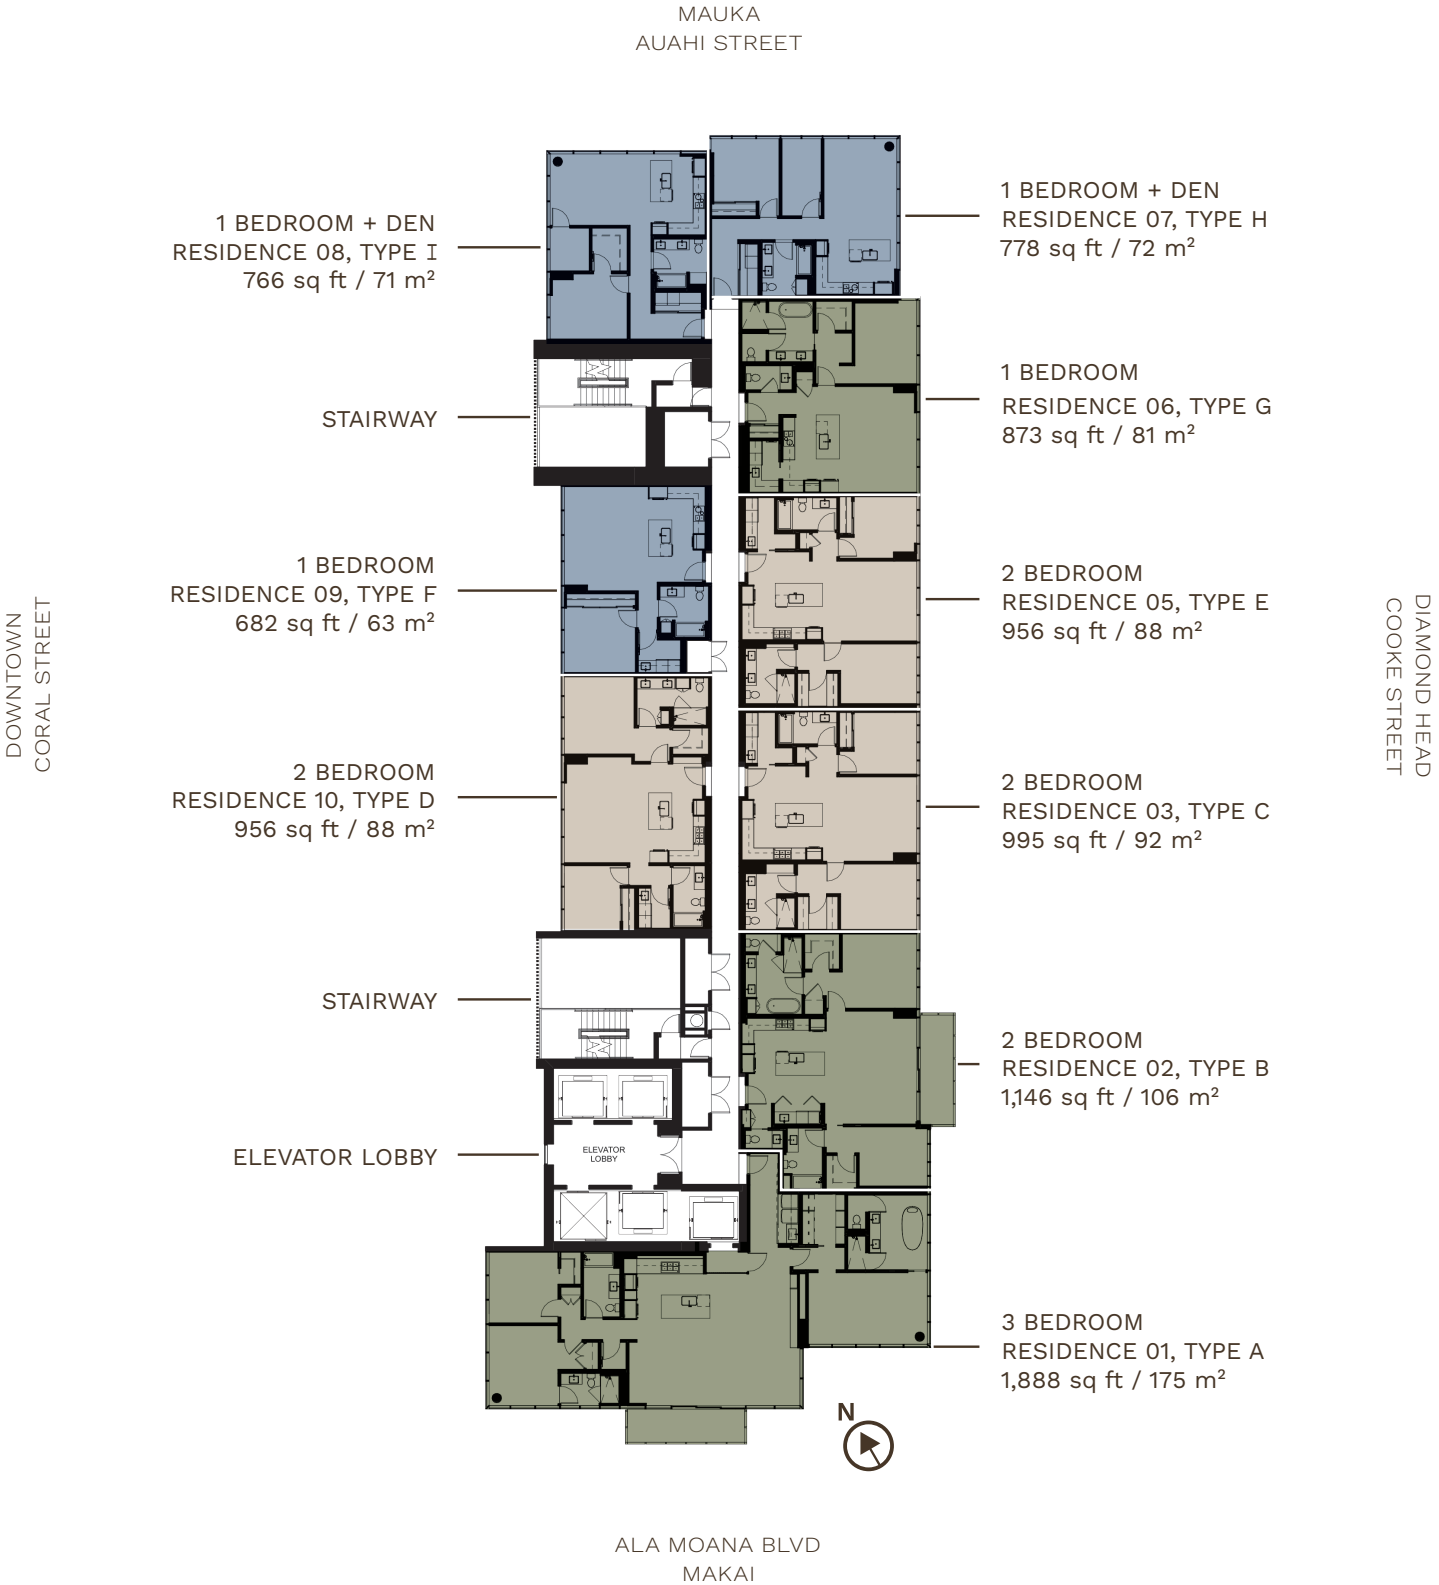 MAUKA
AUAHI STREET
1 BEDROOM + DEN
RESIDENCE 08, TYPE I
766 sq ft / 71 m²
1 BEDROOM + DEN
RESIDENCE 07, TYPE H
778 sq ft / 72 m²
STAIRWAY
1 BEDROOM
RESIDENCE 06, TYPE G
873 sq ft / 81 m²
1 BEDROOM
RESIDENCE 09, TYPE F
682 sq ft / 63 m²
2 BEDROOM
RESIDENCE 05, TYPE E
956 sq ft / 88 m²
DOWNTOWN
CORAL STREET
DIAMOND HEAD
COOKE STREET
2 BEDROOM
RESIDENCE 10, TYPE D
956 sq ft / 88 m²
2 BEDROOM
RESIDENCE 03, TYPE C
995 sq ft / 92 m²
STAIRWAY
2 BEDROOM
RESIDENCE 02, TYPE B
1,146 sq ft / 106 m²
ELEVATOR LOBBY
ELEVATOR
LOBBY
3 BEDROOM
RESIDENCE 01, TYPE A
1,888 sq ft / 175 m²
N
ALA MOANA BLVD
MAKAI